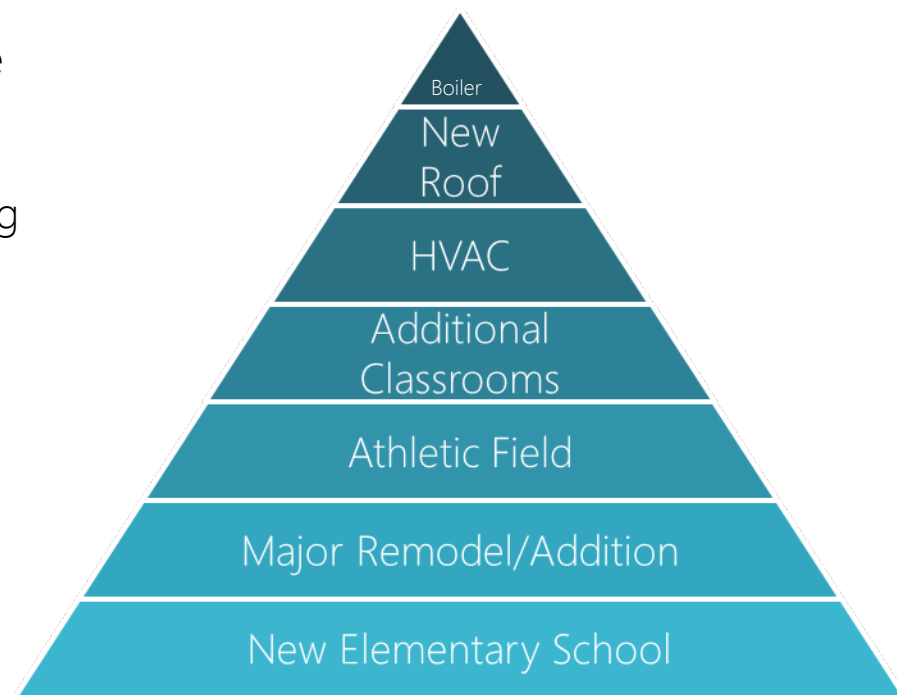 Boiler
New
Roof
g
HVAC
Additional
Classrooms
Athletic Field
Major Remodel/Addition
New Elementary School